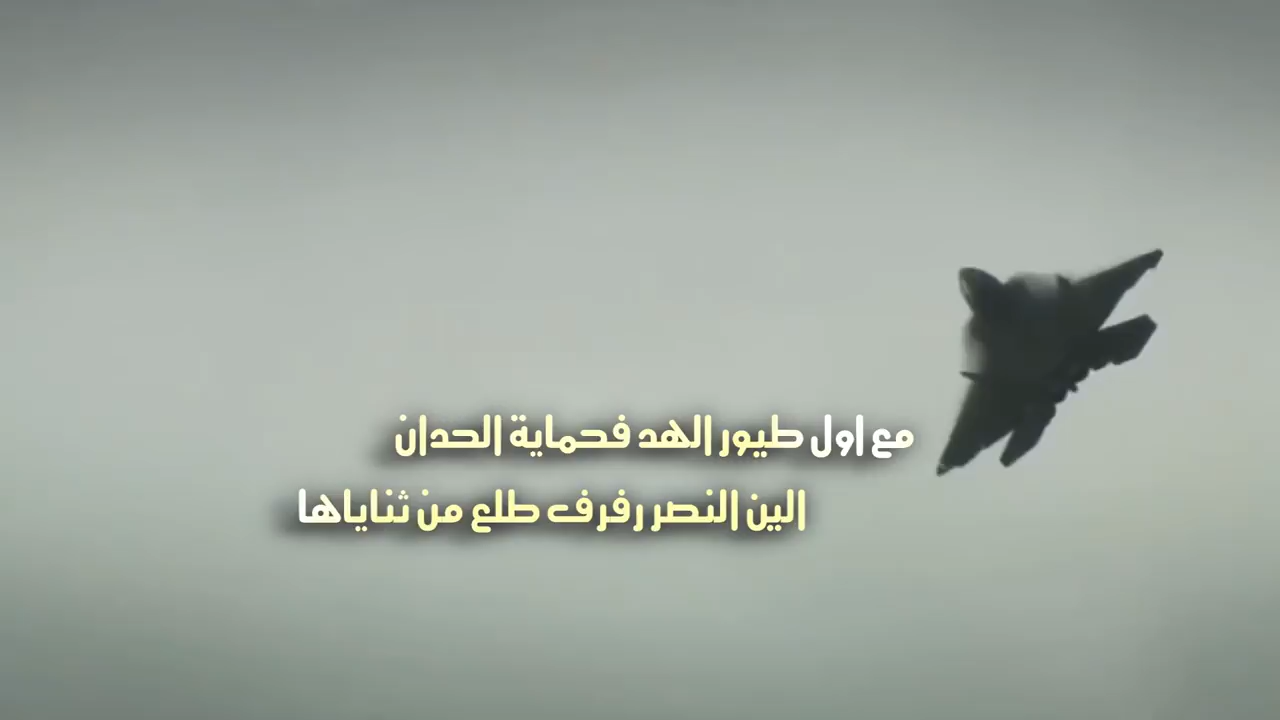 مع اول طيور الهد فحماية الحدان
الين النصر رفرف طلع من ثناياها